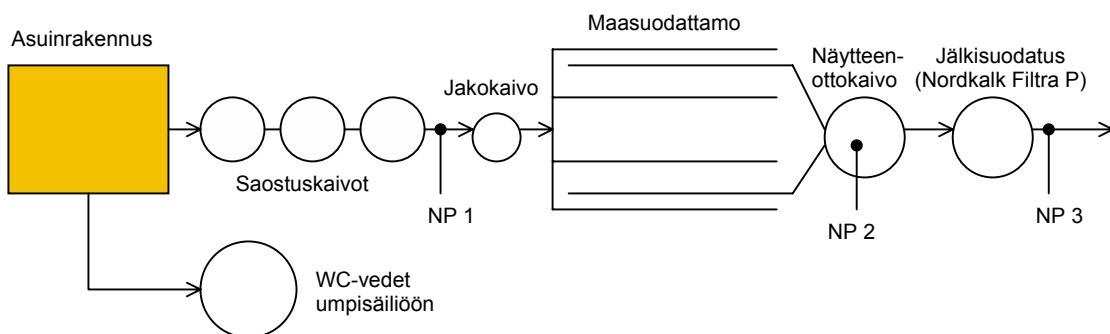 Asuinrakennus
Maasuodattamo
Näytteen-
ottokaivo
Jälkisuodatus
(Nordkalk Filtra P)
Jakokaivo
Saostuskaivot
NP 1
NP 2
NP 3
WC-vedet
umpisäiliöön